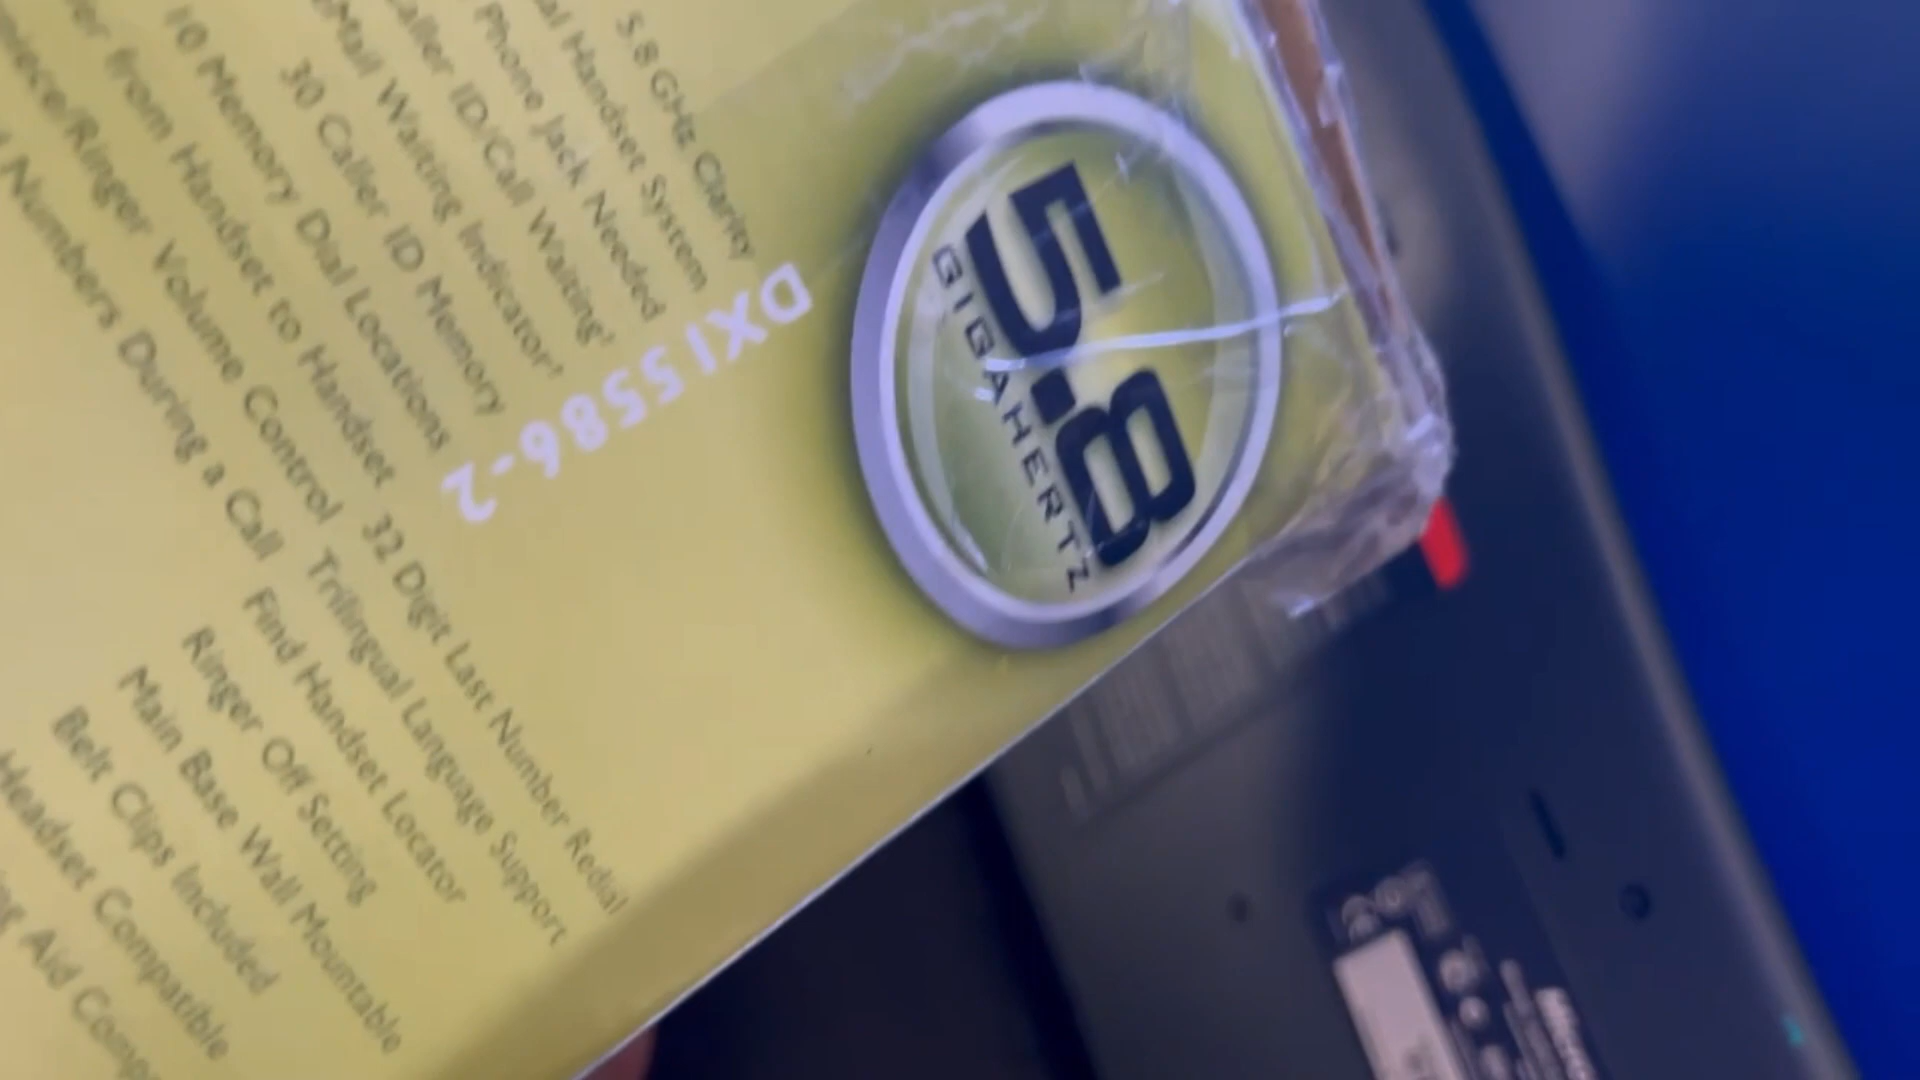 5.8
GIGAHERTZ
DXI5586-2
5.8 GHz Clarity
Handset System
Phone Jack Needed
Caller ID/Call Waiting
Mail Waiting Indicator
30 Caller ID Memory
10 Memory Dial Locations
from Handset to Handset
Ringer Volume Control
Numbers During a Call
32 Digit Last Number Redial
Trilingual Language Support
Find Handset Locator
Ringer Off Setting
Main Base Wall Mountable
Belt Clips Included
Headset Compatible
Aid